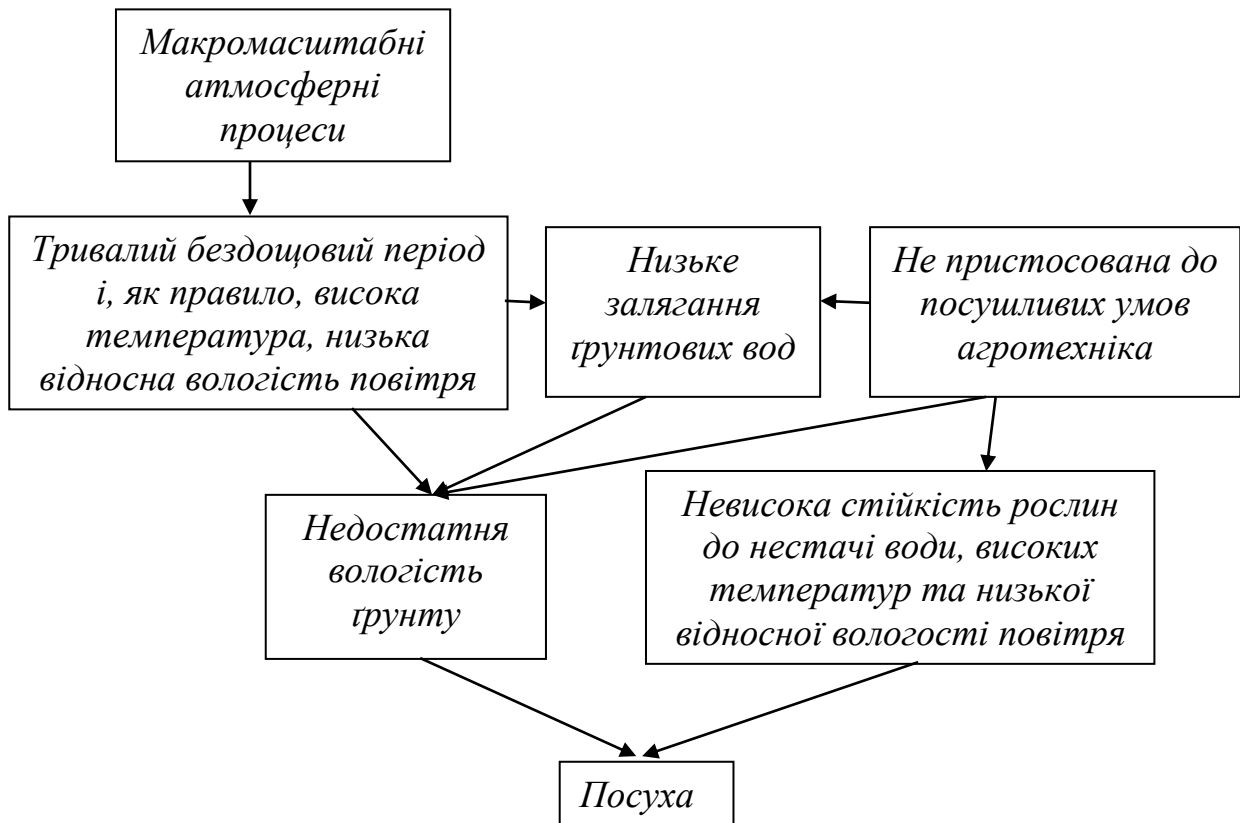 Макромасштабні
атмосферні
процеси
Тривалий бездощовий період
і, як правило, висока
температура, низька
відносна вологість повітря
Низьке
залягання
ґрунтових вод
Не пристосована до
посушливих умов
агротехніка
Недостатня
вологість
ґрунту
Невисока стійкість рослин
до нестачі води, високих
температур та низької
відносної вологості повітря
Посуха